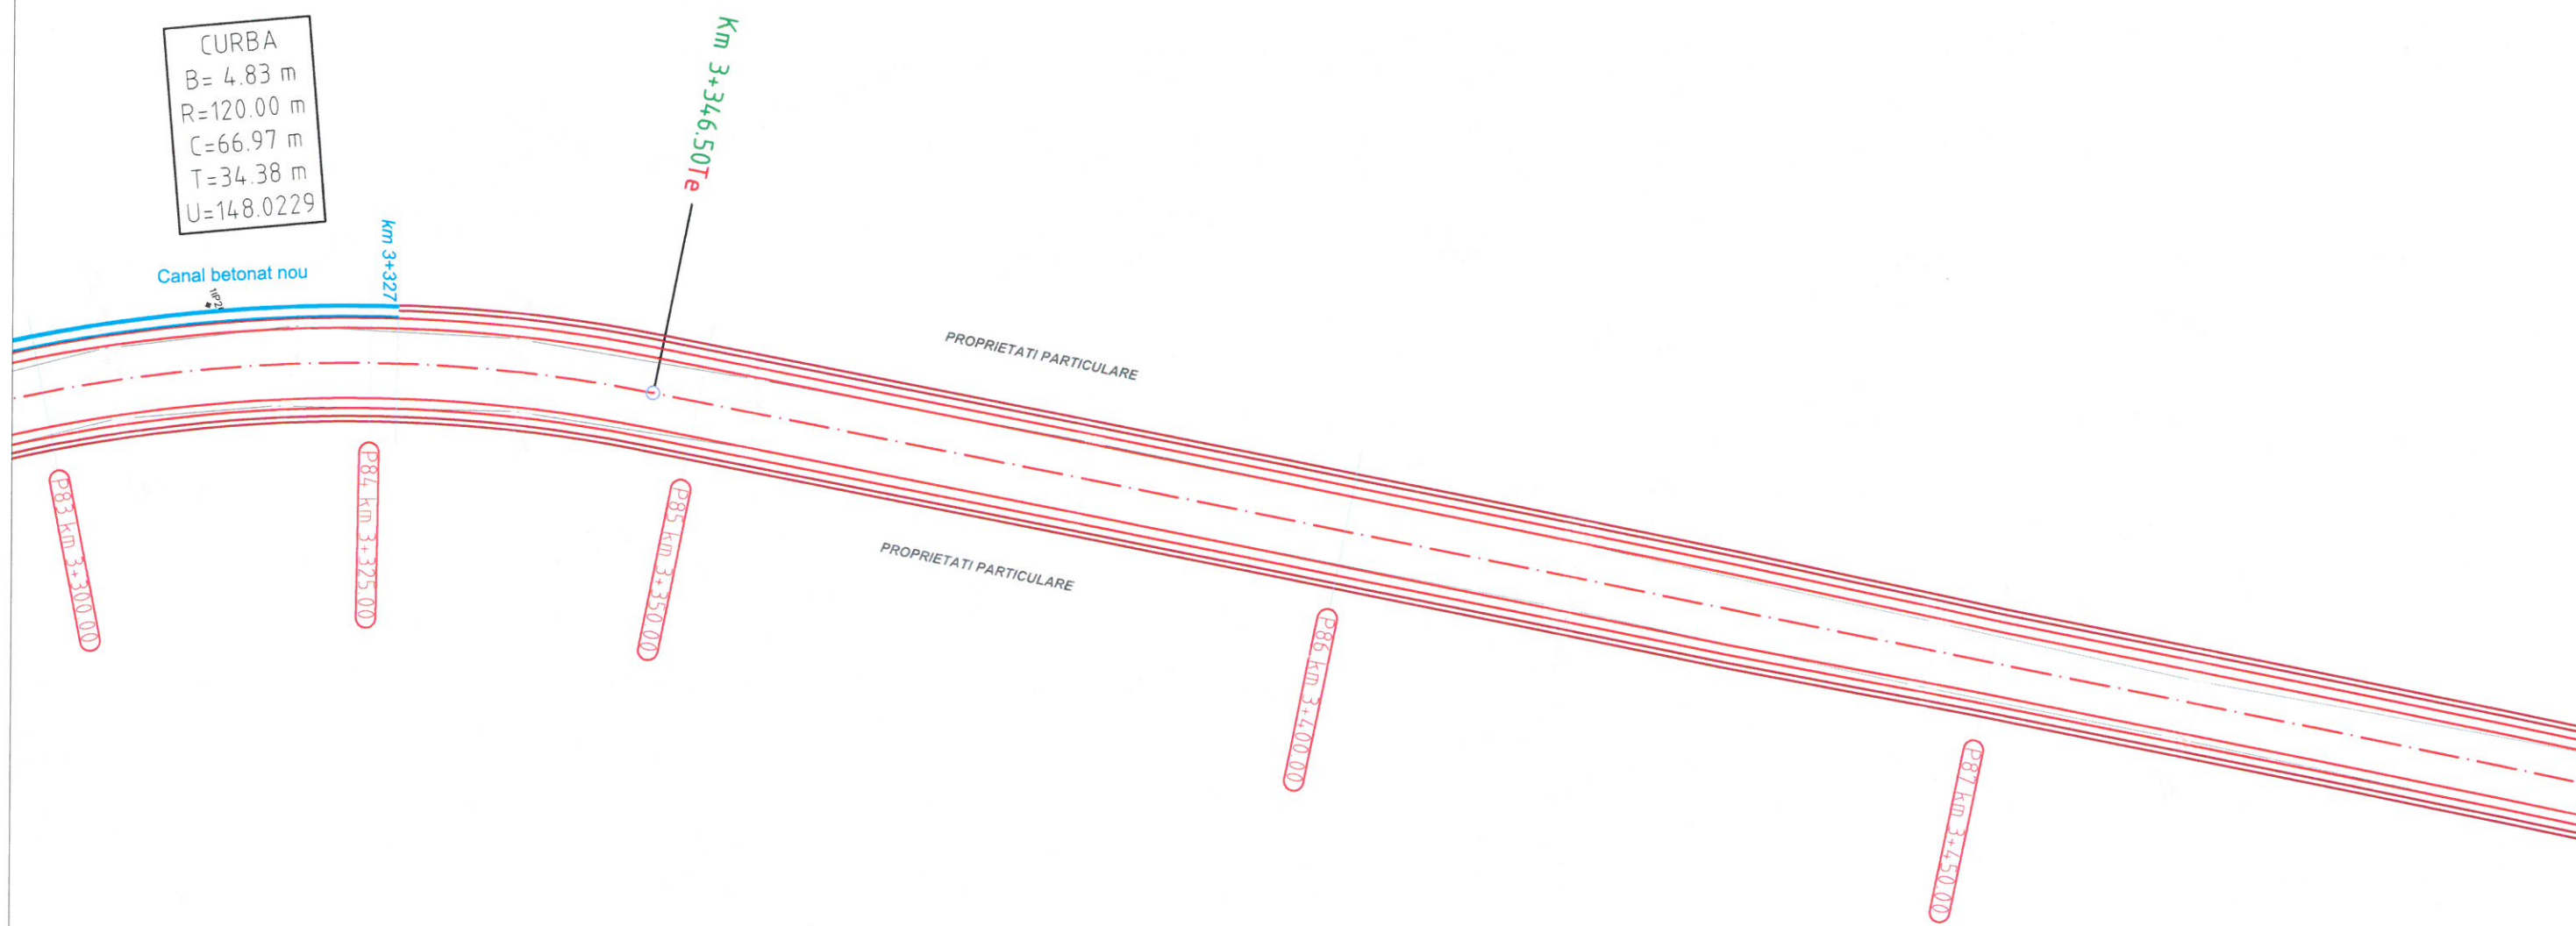 CURBA
B= 4.83 m
R=120.00 m
C=66.97 m
T=34.38 m
U=148.0229
Km 3+346.50Te
km 3+327
Canal betonat nou
PROPRIETATI PARTICULARE
PROPRIETATI PARTICULARE
P83 km 3+300.00
P84 km 3+325.00
P85 km 3+350.00
P86 km 3+400.00
P87 km 3+450.00